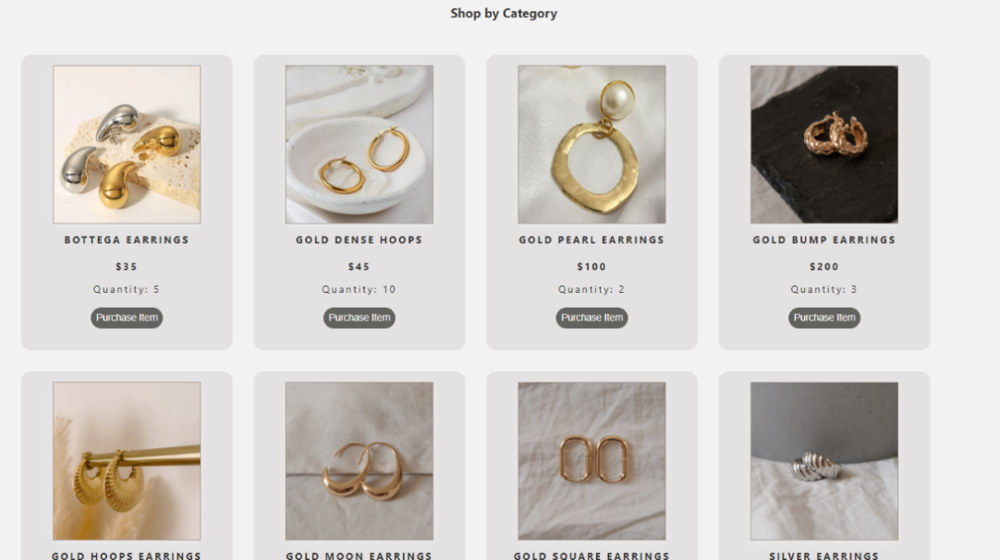 Shop by Category
BOTTEGA EARRINGS
$35
Quantity: 5
Purchase Item
GOLD DENSE HOOPS
$45
Quantity: 10
Purchase Item
GOLD PEARL EARRINGS
$100
Quantity: 2
Purchase Item
GOLD BUMP EARRINGS
$200
Quantity: 3
Purchase Item
GOLD HOOPS EARRINGS
GOLD MOON EARRINGS
GOLD SQUARE EARRINGS
SILVER EARRINGS